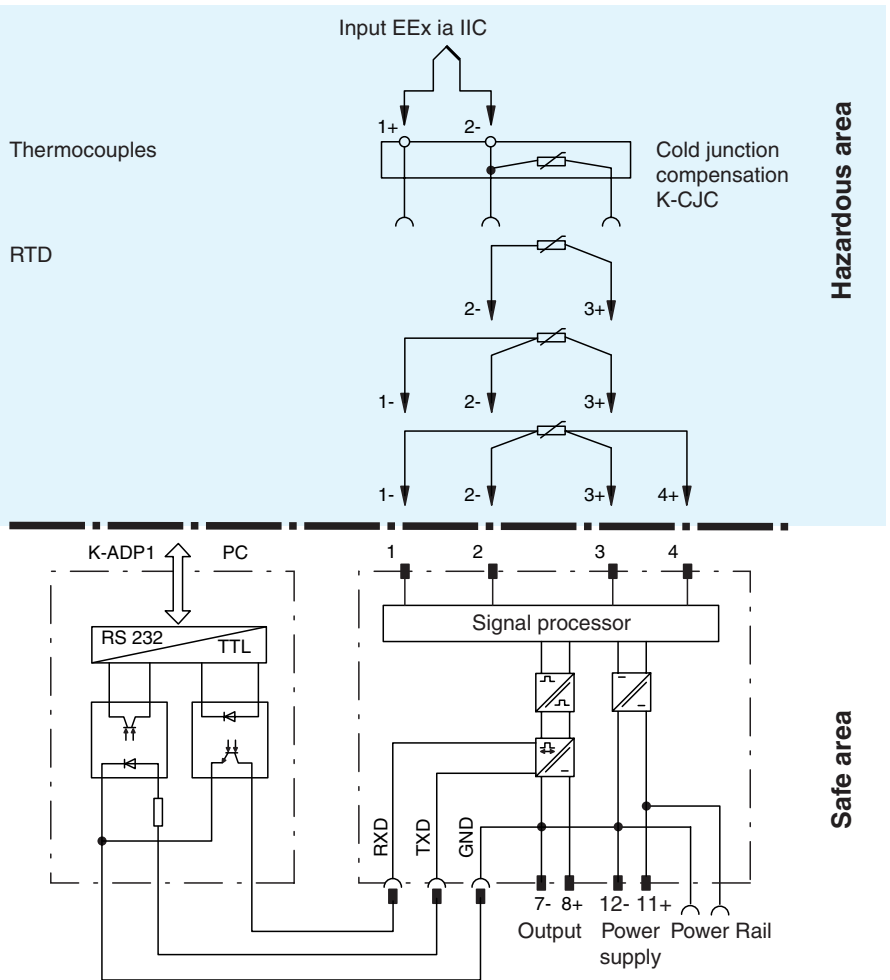 Input EEx ia IIC
1+ 2-
Thermocouples
Cold junction
compensation
K-CJC
Hazardous area
RTD
2- 3+
1- 2- 3+
1- 2- 3+ 4+
K-ADP1 PC
1 2 3 4
RS 232
TTL
Signal processor
Safe area
RXD
TXD
GND
7- 8+ 12- 11+
Output Power Power Rail
supply